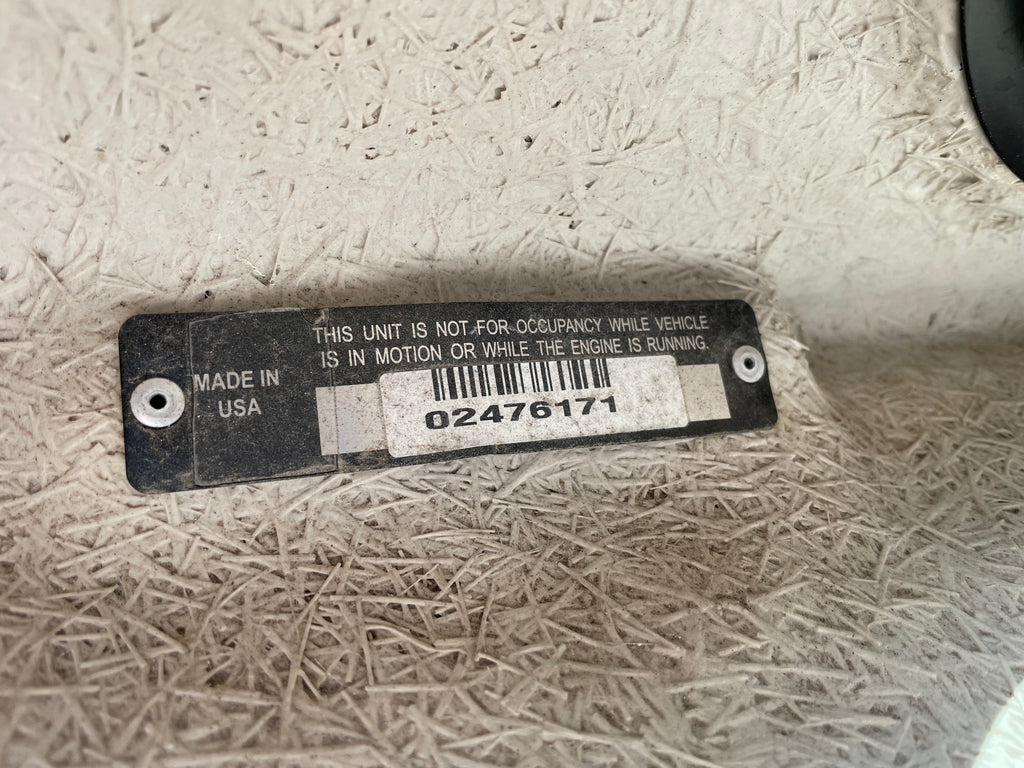 THIS UNIT IS NOT FOR OCCUPANCY WHILE VEHICLE
IS IN MOTION OR WHILE THE ENGINE IS RUNNING.
MADE IN
USA
02476171